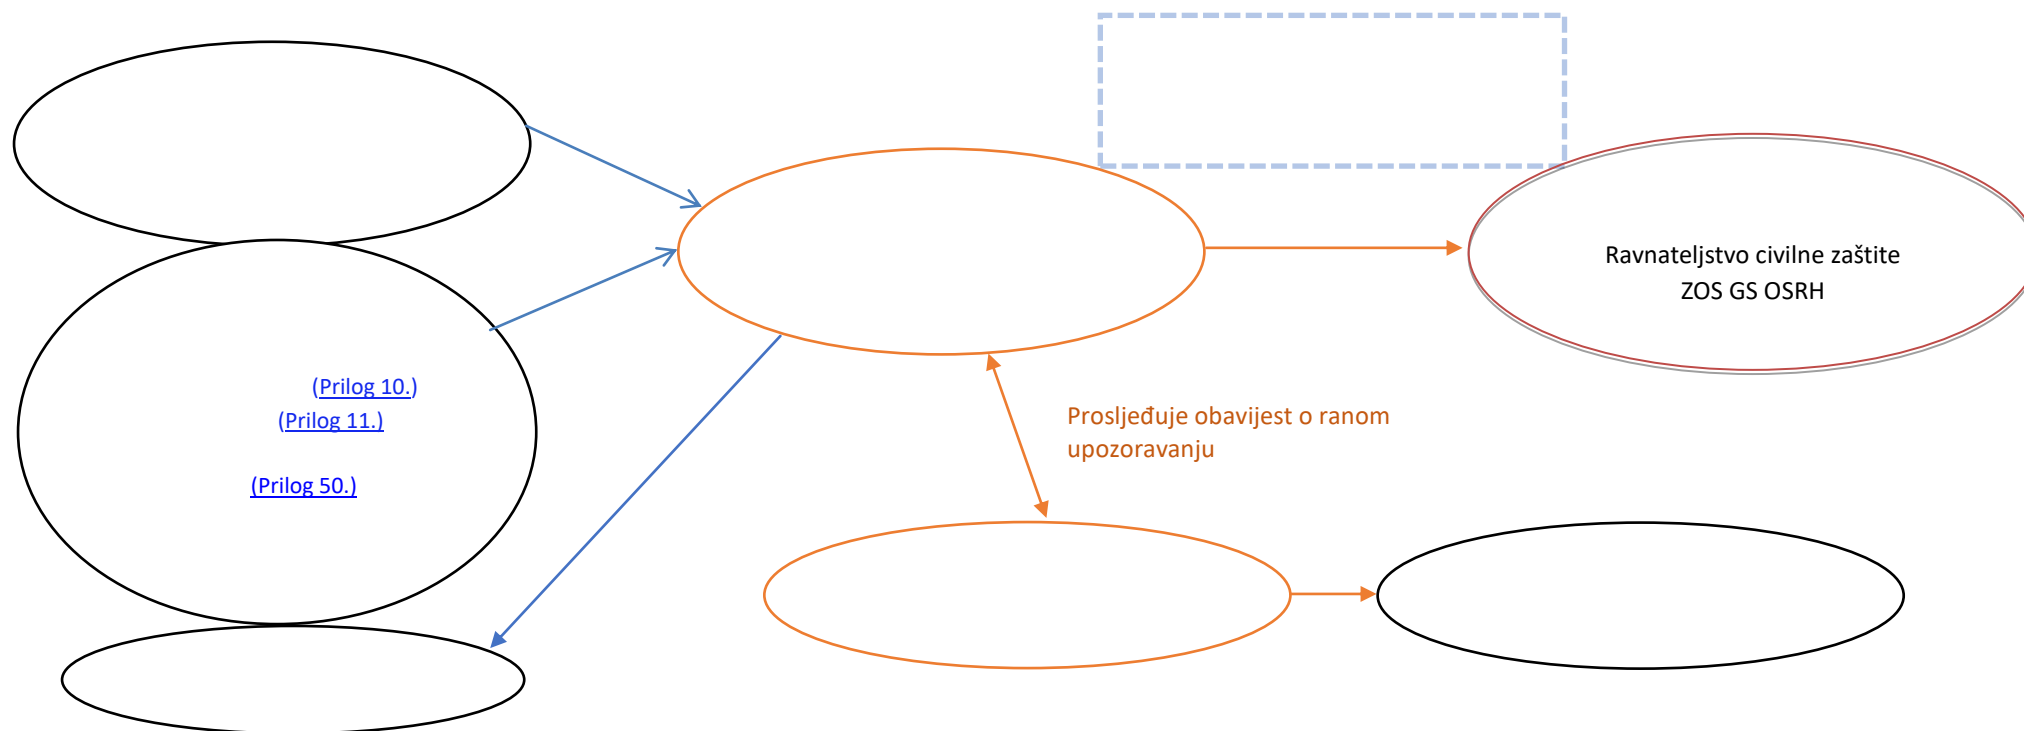 Ravnateljstvo civilne zaštite
ZOS GS OSRH
(Prilog 10.)
(Prilog 11.)
(Prilog 50.)
Prosljeđuje obavijest o ranom
upozoravanju